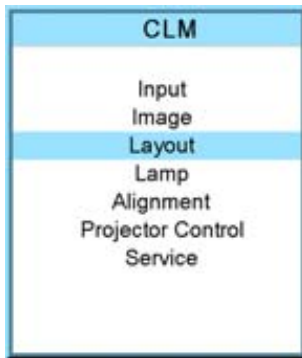 CLM
Input
Image
Layout
Lamp
Alignment
Projector Control
Service